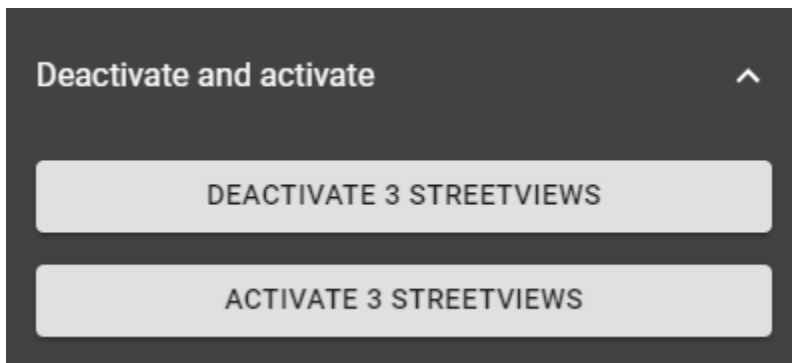 Deactivate and activate
DEACTIVATE 3 STREETVIEWS
ACTIVATE 3 STREETVIEWS